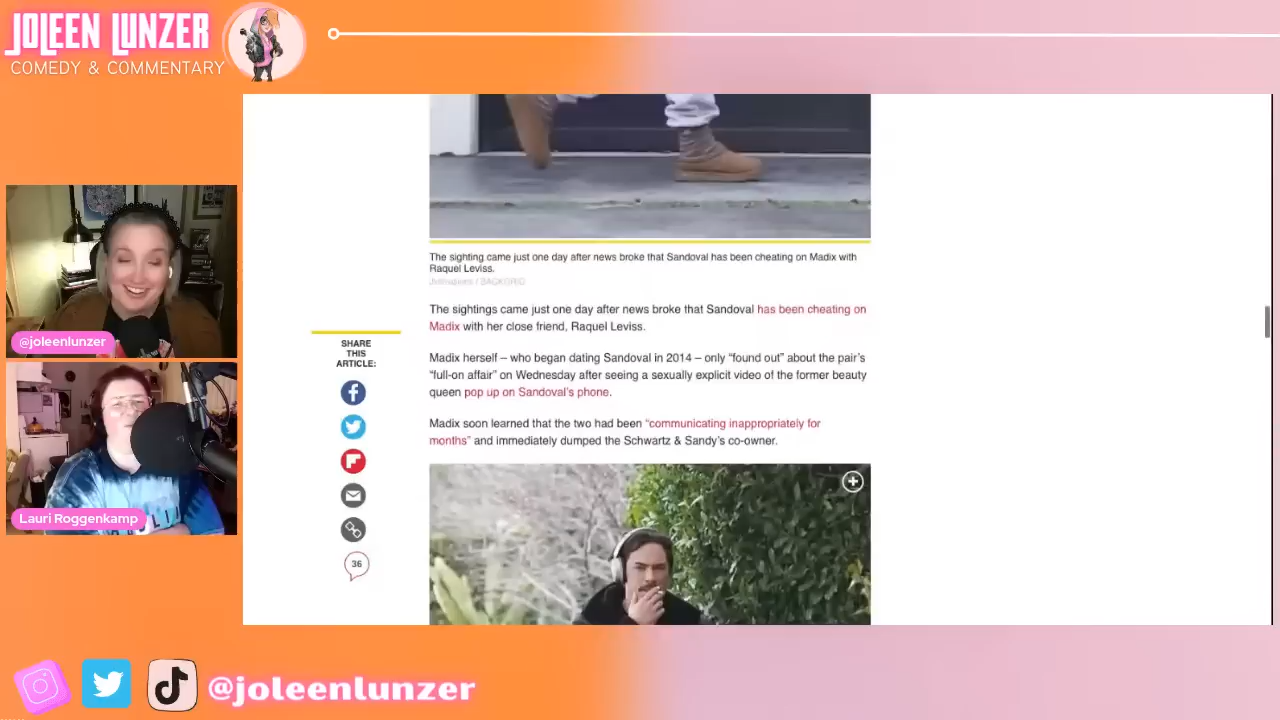 JOLEEN LUNZER
COMEDY & COMMENTARY
The sighting came just one day after news broke that Sandoval has been cheating on Madix with
Raquel Leviss.
/ BACKGRID
The sightings came just one day after news broke that Sandoval has been cheating on
Madix with her close friend, Raquel Leviss.
SHARE
THIS
ARTICLE:
Madix herself – who began dating Sandoval in 2014 – only “found out” about the pair’s
“full-on affair” on Wednesday after seeing a sexually explicit video of the former beauty
queen pop up on Sandoval’s phone.
Madix soon learned that the two had been “communicating inappropriately for
months” and immediately dumped the Schwartz & Sandy’s co-owner.
36
@joleenlunzer
Lauri Roggenkamp
@joleenlunzer